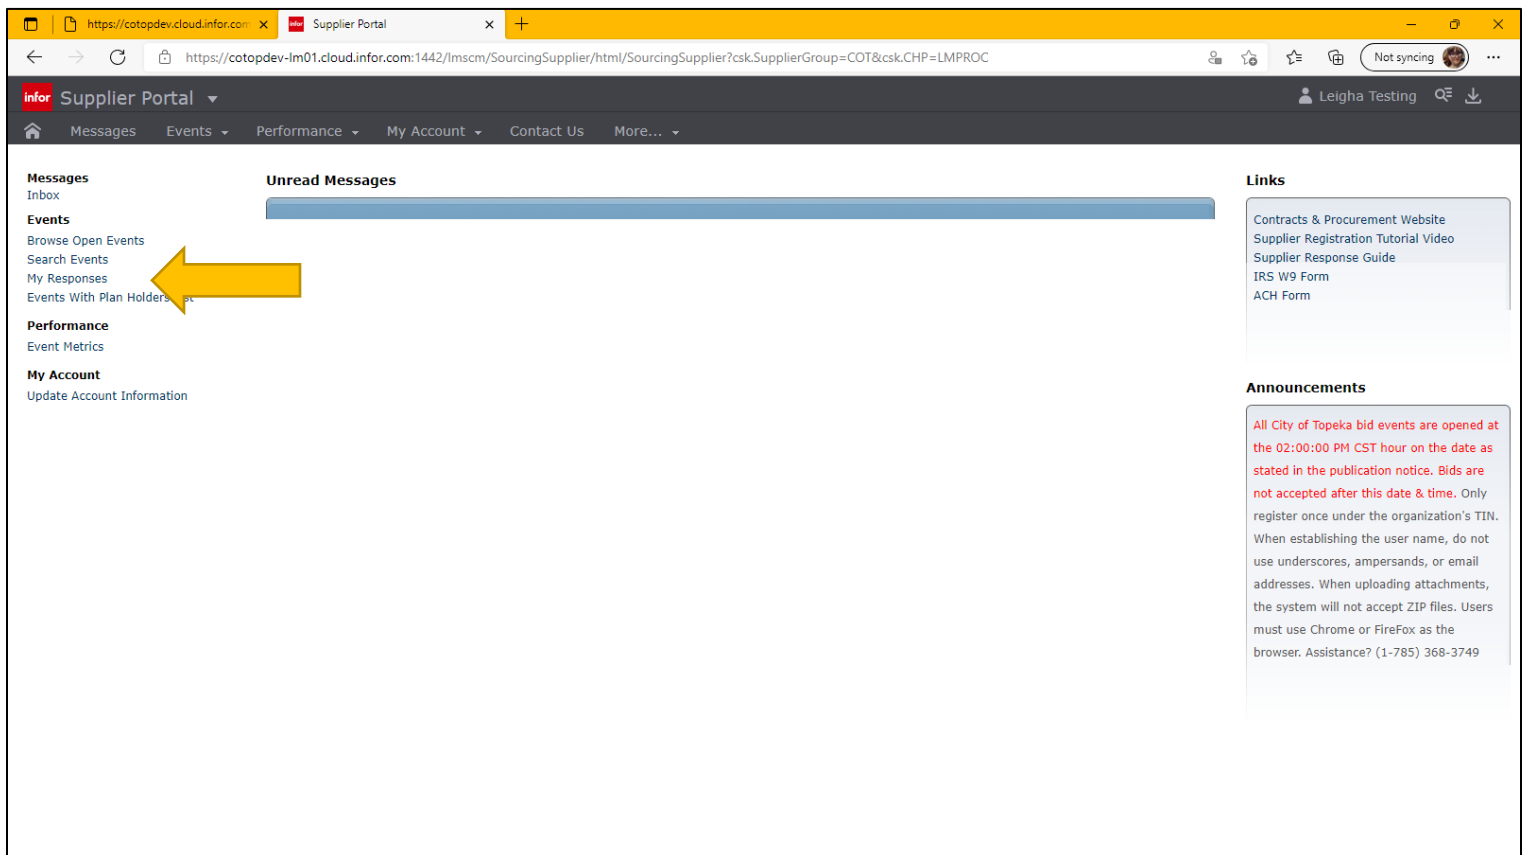 https://cotopdev.cloud.infor.com
infor Supplier Portal
https://cotopdev-lm01.cloud.infor.com:1442/lmscm/SourcingSupplier/html/SourcingSupplier?csk.SupplierGroup=COT&csk.CHP=LMPROC
Not syncing
infor Supplier Portal
Leigha Testing
Messages Events Performance My Account Contact Us More...
Messages
Inbox
Events
Browse Open Events
Search Events
My Responses
Events With Plan Holders
Performance
Event Metrics
My Account
Update Account Information
Unread Messages
Links
Contracts & Procurement Website
Supplier Registration Tutorial Video
Supplier Response Guide
IRS W9 Form
ACH Form
Announcements
All City of Topeka bid events are opened at
the 02:00:00 PM CST hour on the date as
stated in the publication notice. Bids are
not accepted after this date & time. Only
register once under the organization's TIN.
When establishing the user name, do not
use underscores, ampersands, or email
addresses. When uploading attachments,
the system will not accept ZIP files. Users
must use Chrome or FireFox as the
browser. Assistance? (1-785) 368-3749